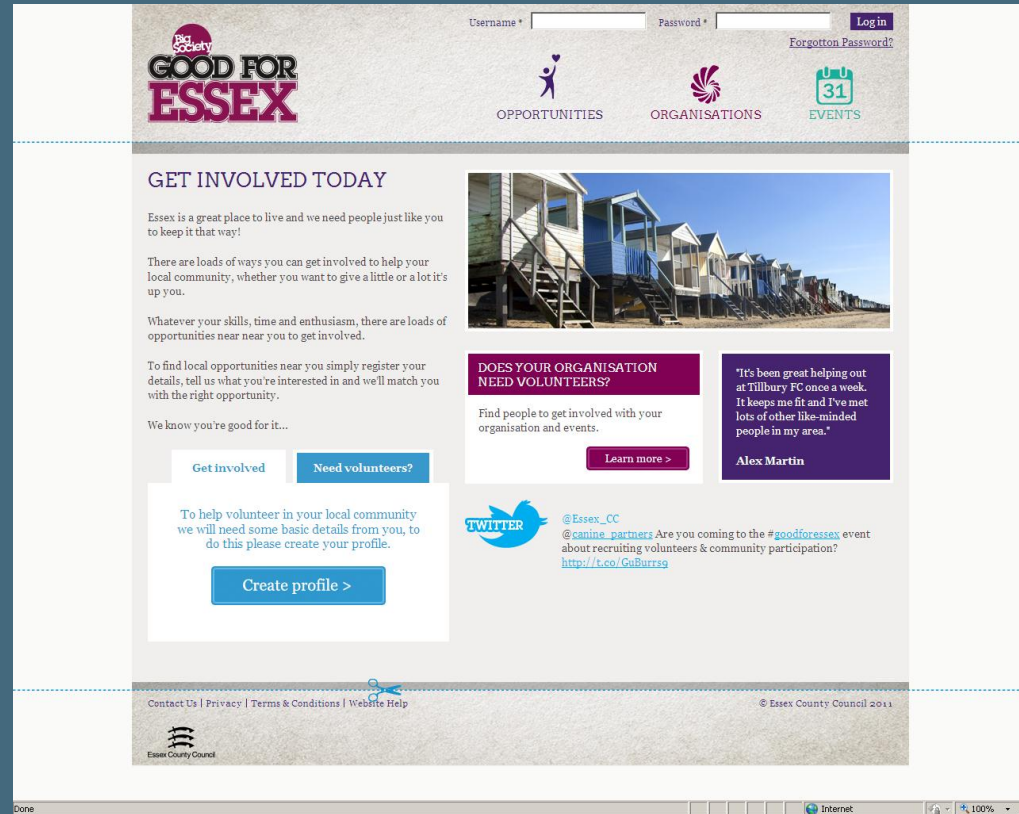 Username *
Password *
Log in
Forgotton Password?
Big Society
GOOD FOR
ESSEX
OPPORTUNITIES
ORGANISATIONS
31
EVENTS
GET INVOLVED TODAY
Essex is a great place to live and we need people just like you
to keep it that way!
There are loads of ways you can get involved to help your
local community, whether you want to give a little or a lot it's
up you.
Whatever your skills, time and enthusiasm, there are loads of
opportunities near near you to get involved.
To find local opportunities near you simply register your
details, tell us what you're interested in and we'll match you
with the right opportunity.
We know you're good for it...
Get involved
Need volunteers?
To help volunteer in your local community
we will need some basic details from you, to
do this please create your profile.
Create profile >
DOES YOUR ORGANISATION
NEED VOLUNTEERS?
Find people to get involved with your
organisation and events.
Learn more >
"It's been great helping out
at Tillbury FC once a week.
It keeps me fit and I've met
lots of other like-minded
people in my area."
Alex Martin
TWITTER
@Essex_CC
@canine_partners Are you coming to the #goodforessex event
about recruiting volunteers & community participation?
http://t.co/GuBurrs9
Contact Us | Privacy | Terms & Conditions | Website Help
© Essex County Council 2011
Essex County Council
Done
Internet
100%